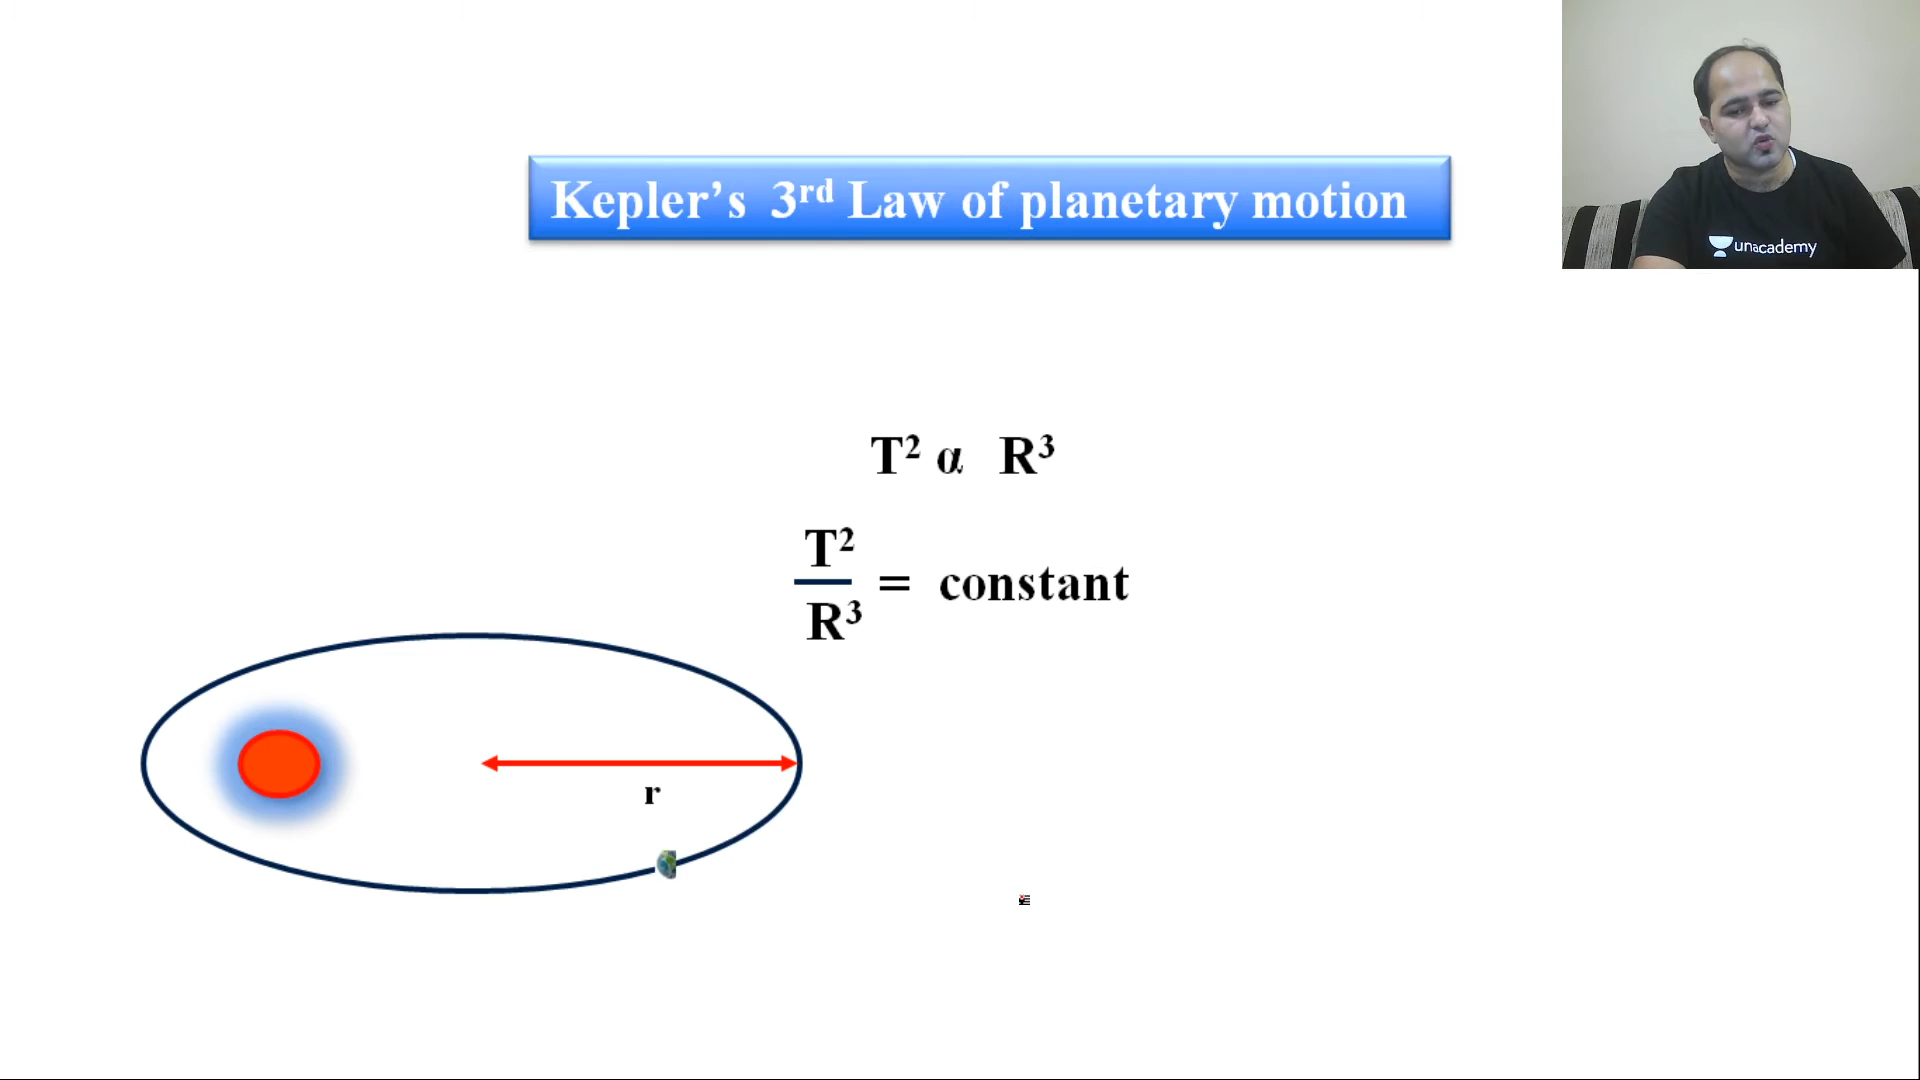 unacademy
Kepler’s 3rd Law of planetary motion
T² α R³
T²
R³
= constant
r